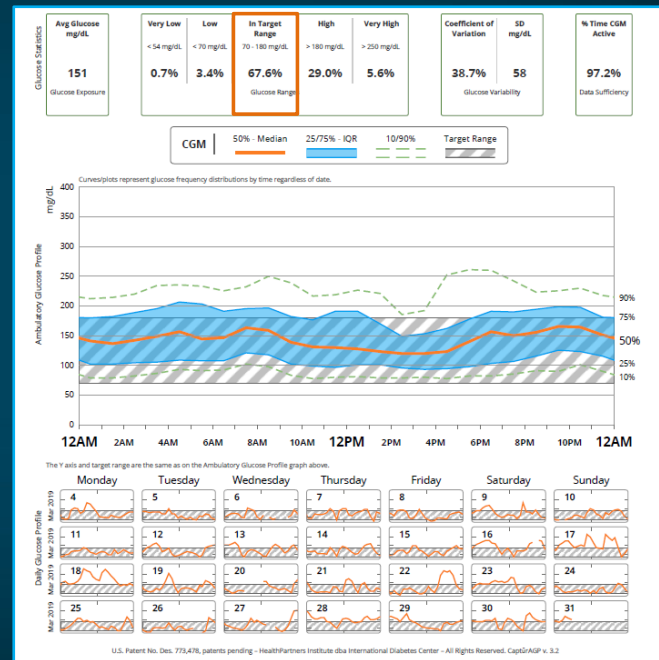 Glucose Statistics
Avg Glucose
mg/dL
151
Glucose Exposure
Very Low
< 54 mg/dL
0.7%
Low
< 70 mg/dL
3.4%
In Target
Range
70 - 180 mg/dL
67.6%
High
> 180 mg/dL
29.0%
Very High
> 250 mg/dL
5.6%
Glucose Range
Coefficient of
Variation
38.7%
SD
mg/dL
58
Glucose Variability
% Time CGM
Active
97.2%
Data Sufficiency
CGM
50% - Median
25/75% - IQR
10/90%
Target Range
Curves/plots represent glucose frequency distributions by time regardless of date.
Ambulatory Glucose Profile
mg/dL
400
350
300
250
200
150
100
50
0
90%
75%
50%
25%
10%
12AM 2AM 4AM 6AM 8AM 10AM 12PM 2PM 4PM 6PM 8PM 10PM 12AM
The Y axis and target range are the same as on the Ambulatory Glucose Profile graph above.
Daily Glucose Profile
Monday Tuesday Wednesday Thursday Friday Saturday Sunday
Mar 2019 4 5 6 7 8 9 10
Mar 2019 11 12 13 14 15 16 17
Mar 2019 18 19 20 21 22 23 24
Mar 2019 25 26 27 28 29 30 31
U.S. Patent No. Des. 773,478, patents pending – HealthPartners Institute dba International Diabetes Center – All Rights Reserved. CaptūrAGP v. 3.2